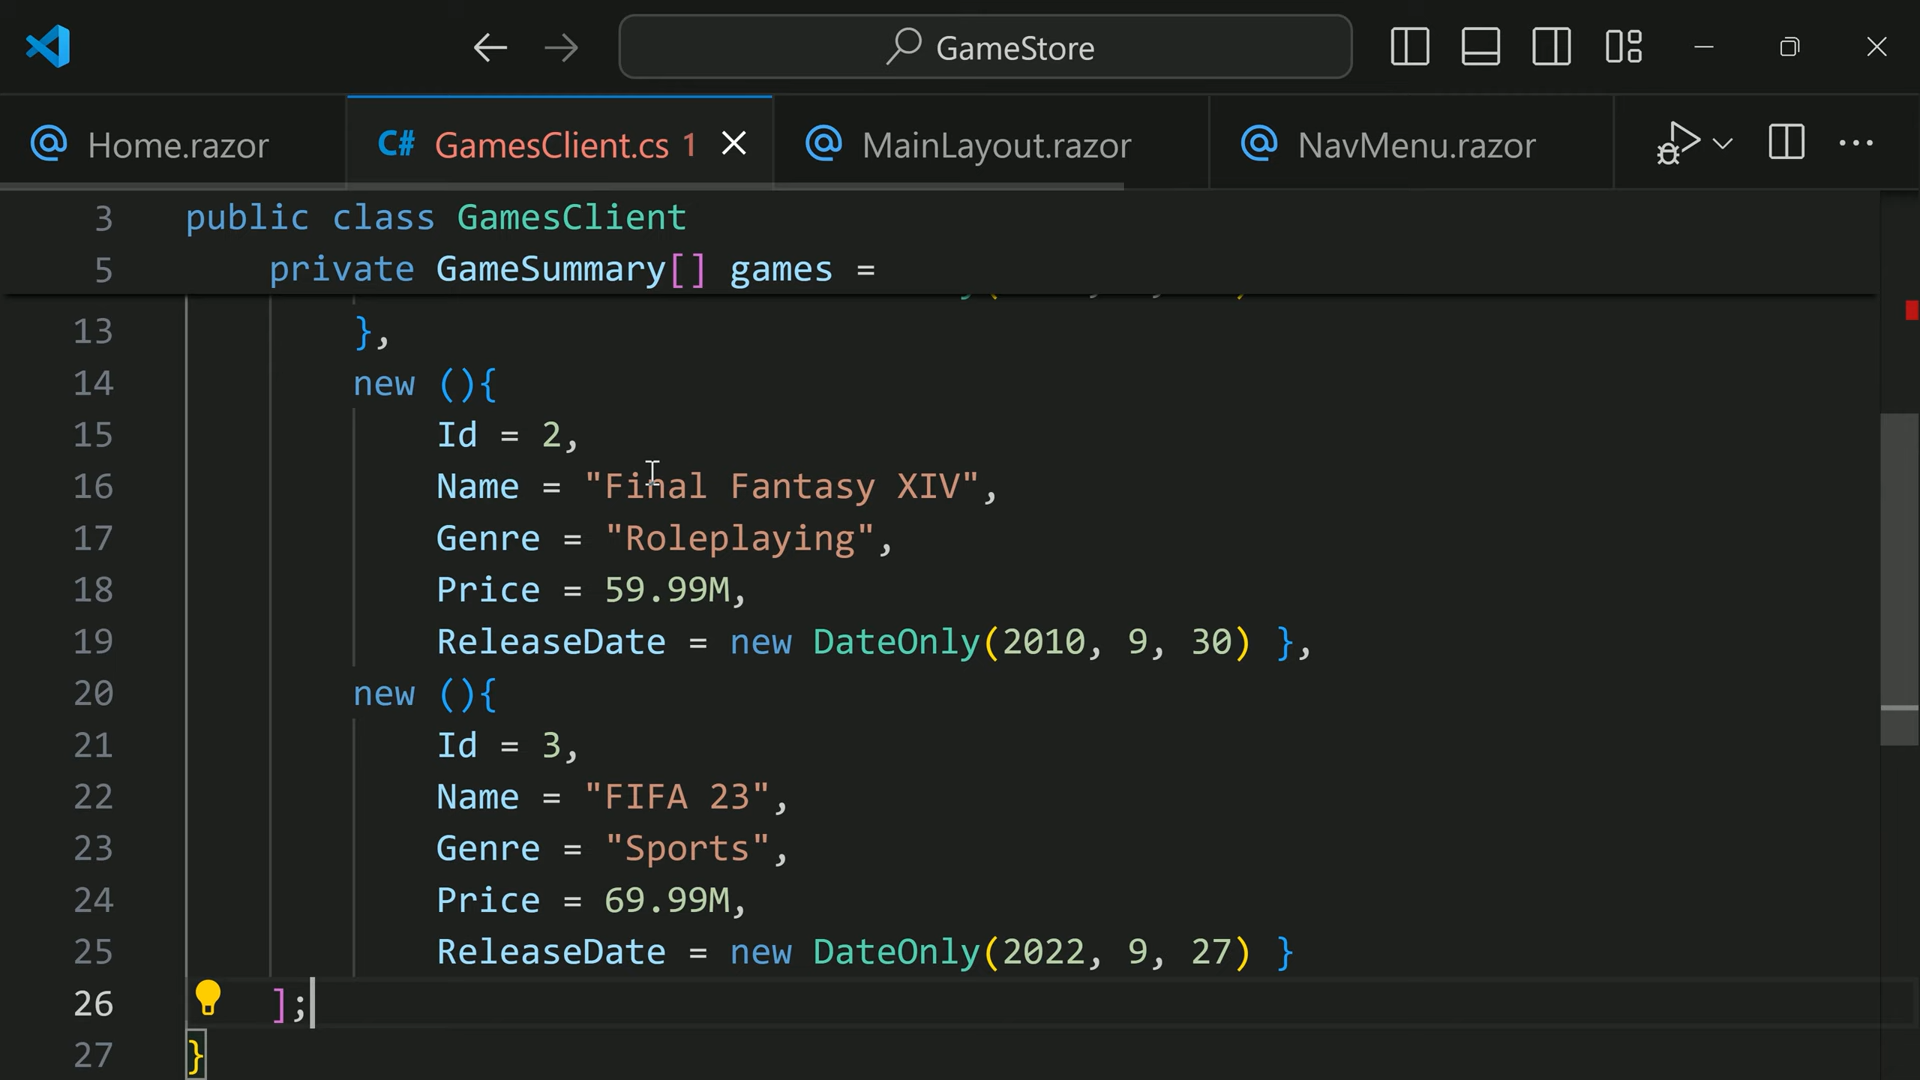 GameStore
Home.razor C# GamesClient.cs 1 MainLayout.razor NavMenu.razor
3 public class GamesClient
5 private GameSummary[] games =
13 },
14 new (){
15 Id = 2,
16 Name = "Final Fantasy XIV",
17 Genre = "Roleplaying",
18 Price = 59.99M,
19 ReleaseDate = new DateOnly(2010, 9, 30) },
20 new (){
21 Id = 3,
22 Name = "FIFA 23",
23 Genre = "Sports",
24 Price = 69.99M,
25 ReleaseDate = new DateOnly(2022, 9, 27) }
26 ];
27 }